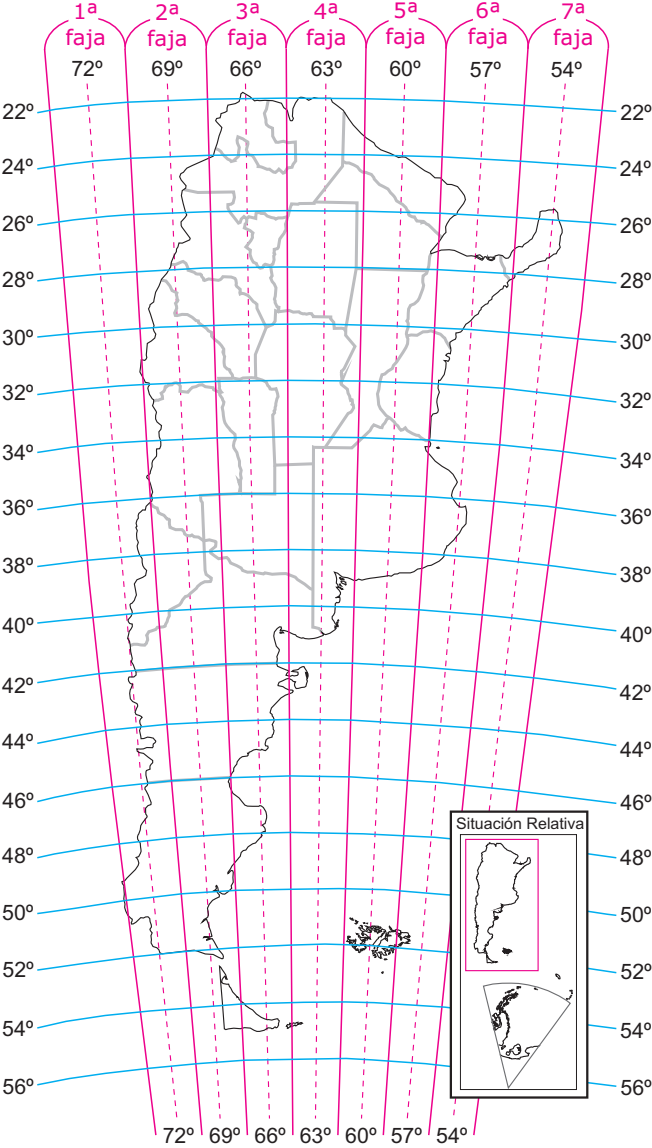 1ª 2ª 3ª 4ª 5ª 6ª 7ª
faja faja faja faja faja faja faja
72º 69º 66º 63º 60º 57º 54º
22º 22º
24º 24º
26º 26º
28º 28º
30º 30º
32º 32º
34º 34º
36º 36º
38º 38º
40º 40º
42º 42º
44º 44º
46º 46º
Situación Relativa
48º 48º
50º 50º
52º 52º
54º 54º
56º 56º
72º 69º 66º 63º 60º 57º 54º